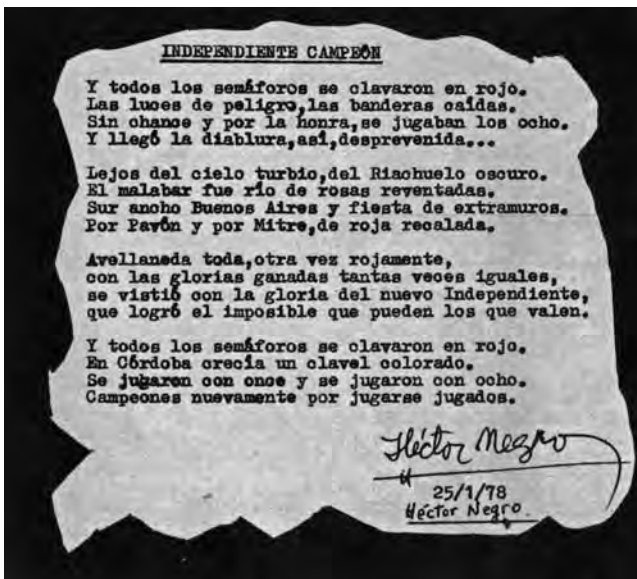 INDEPENDIENTE CAMPEÓN
Y todos los semáforos se clavaron en rojo.
Las luces de peligro,las banderas caídas.
Sin chance y por la honra,se jugaban los ocho.
Y llegó la diablura,así,desprevenida...
Lejos del cielo turbio,del Riachuelo oscuro.
El malabar fue río de rosas reventadas.
Sur ancho Buenos Aires y fiesta de extramuros.
Por Pavón y por Mitre,de roja recalada.
Avellaneda toda,otra vez rojamente,
con las glorias ganadas tantas veces iguales,
se vistió con la gloria del nuevo Independiente,
que logró el imposible que pueden los que valen.
Y todos los semáforos se clavaron en rojo.
En Córdoba crecía un clavel colorado.
Se jugaron con once y se jugaron con ocho.
Campeones nuevamente por jugarse jugados.
Héctor Negro
25/1/78
Héctor Negro.